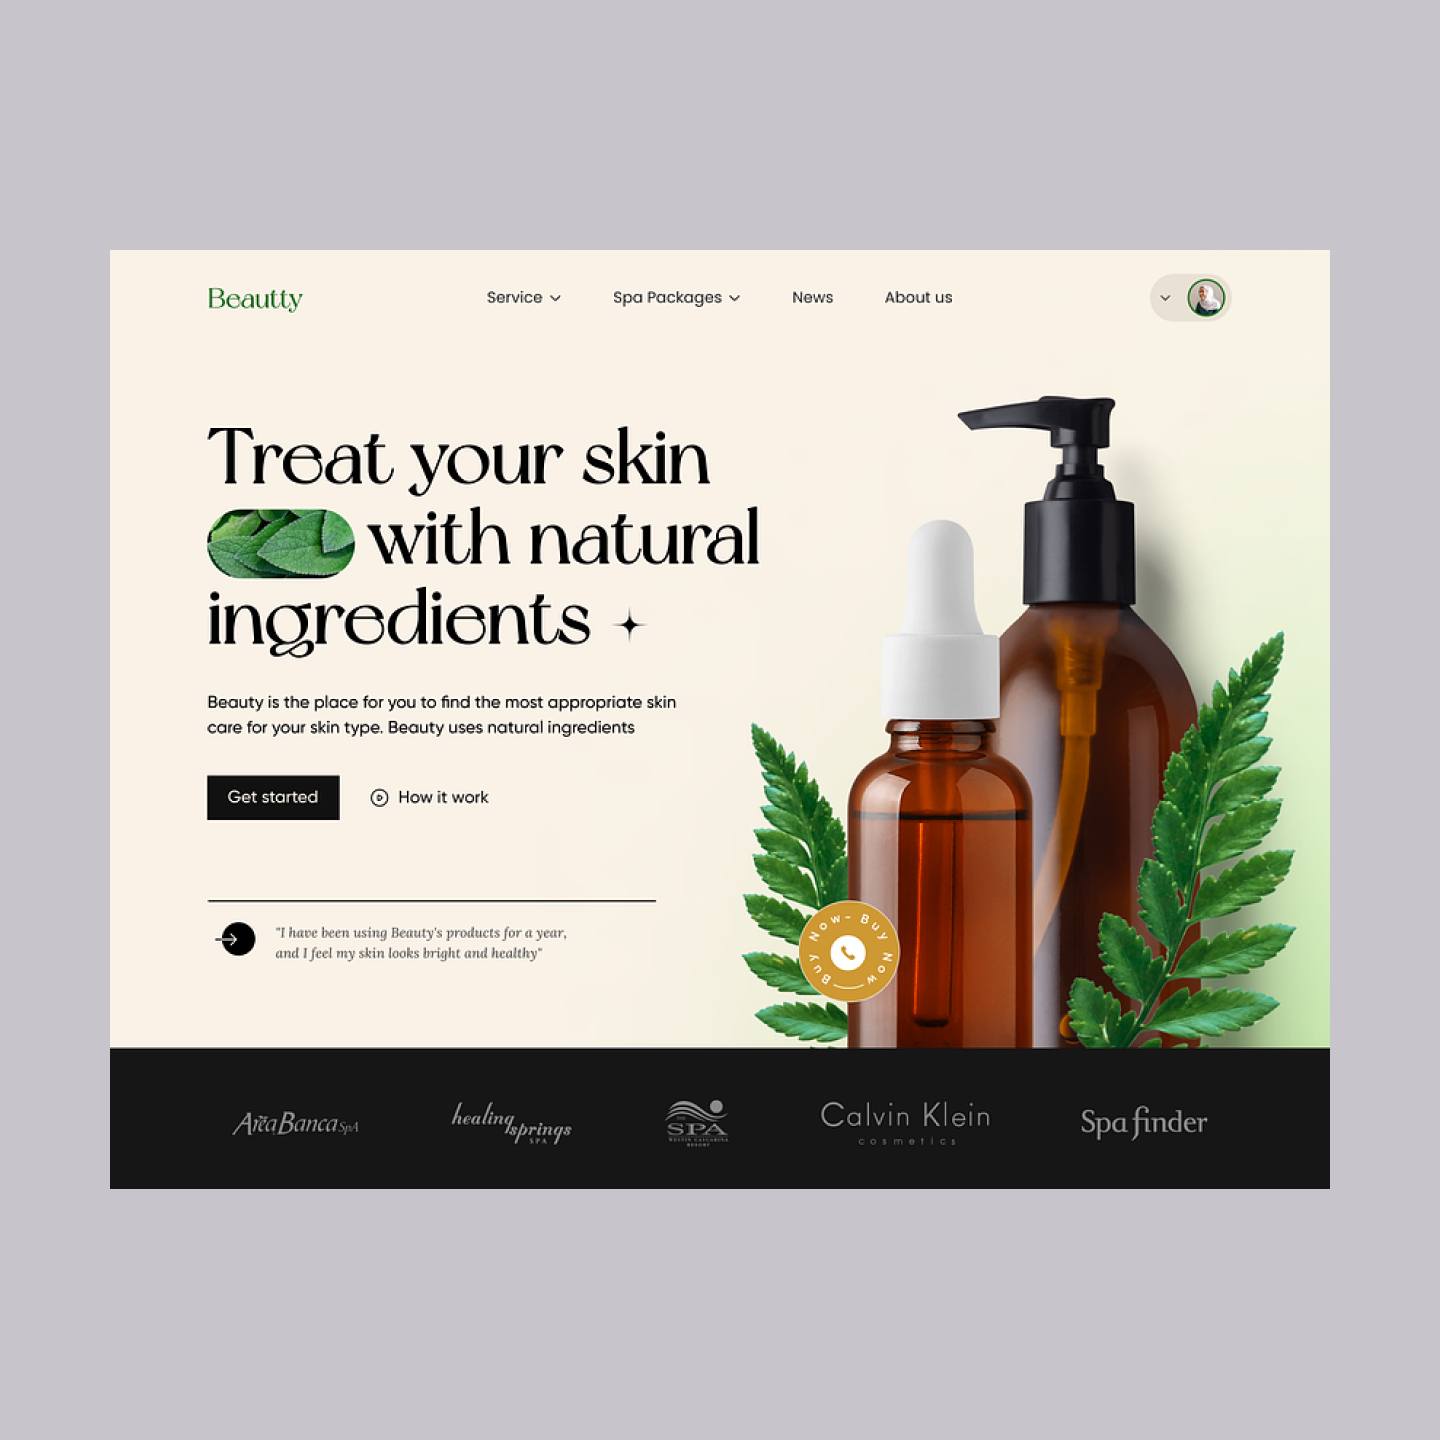 Beautty
Service
Spa Packages
News
About us
Treat your skin
with natural
ingredients
Beauty is the place for you to find the most appropriate skin
care for your skin type. Beauty uses natural ingredients
Get started
How it work
"I have been using Beauty's products for a year,
and I feel my skin looks bright and healthy"
Buy Now- Buy Now
healing
springs
SPA
THE
SPA
RESORT
Calvin Klein
cosmetics
Spa finder